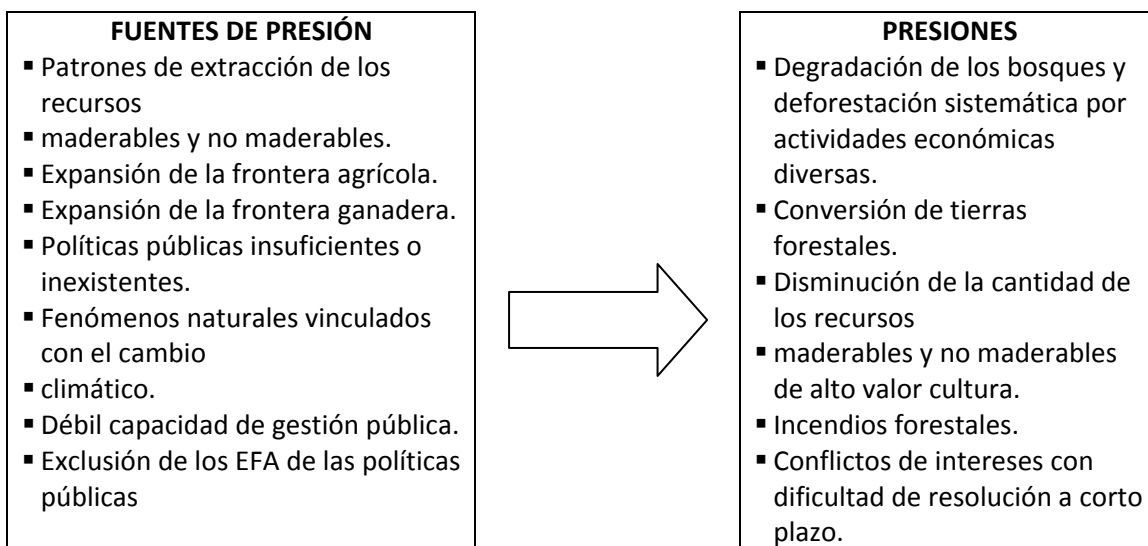 FUENTES DE PRESIÓN
▪ Patrones de extracción de los
recursos
▪ maderables y no maderables.
▪ Expansión de la frontera agrícola.
▪ Expansión de la frontera ganadera.
▪ Políticas públicas insuficientes o
inexistentes.
▪ Fenómenos naturales vinculados
con el cambio
▪ climático.
▪ Débil capacidad de gestión pública.
▪ Exclusión de los EFA de las políticas
públicas
PRESIONES
▪ Degradación de los bosques y
deforestación sistemática por
actividades económicas
diversas.
▪ Conversión de tierras
forestales.
▪ Disminución de la cantidad de
los recursos
▪ maderables y no maderables
de alto valor cultura.
▪ Incendios forestales.
▪ Conflictos de intereses con
dificultad de resolución a corto
plazo.